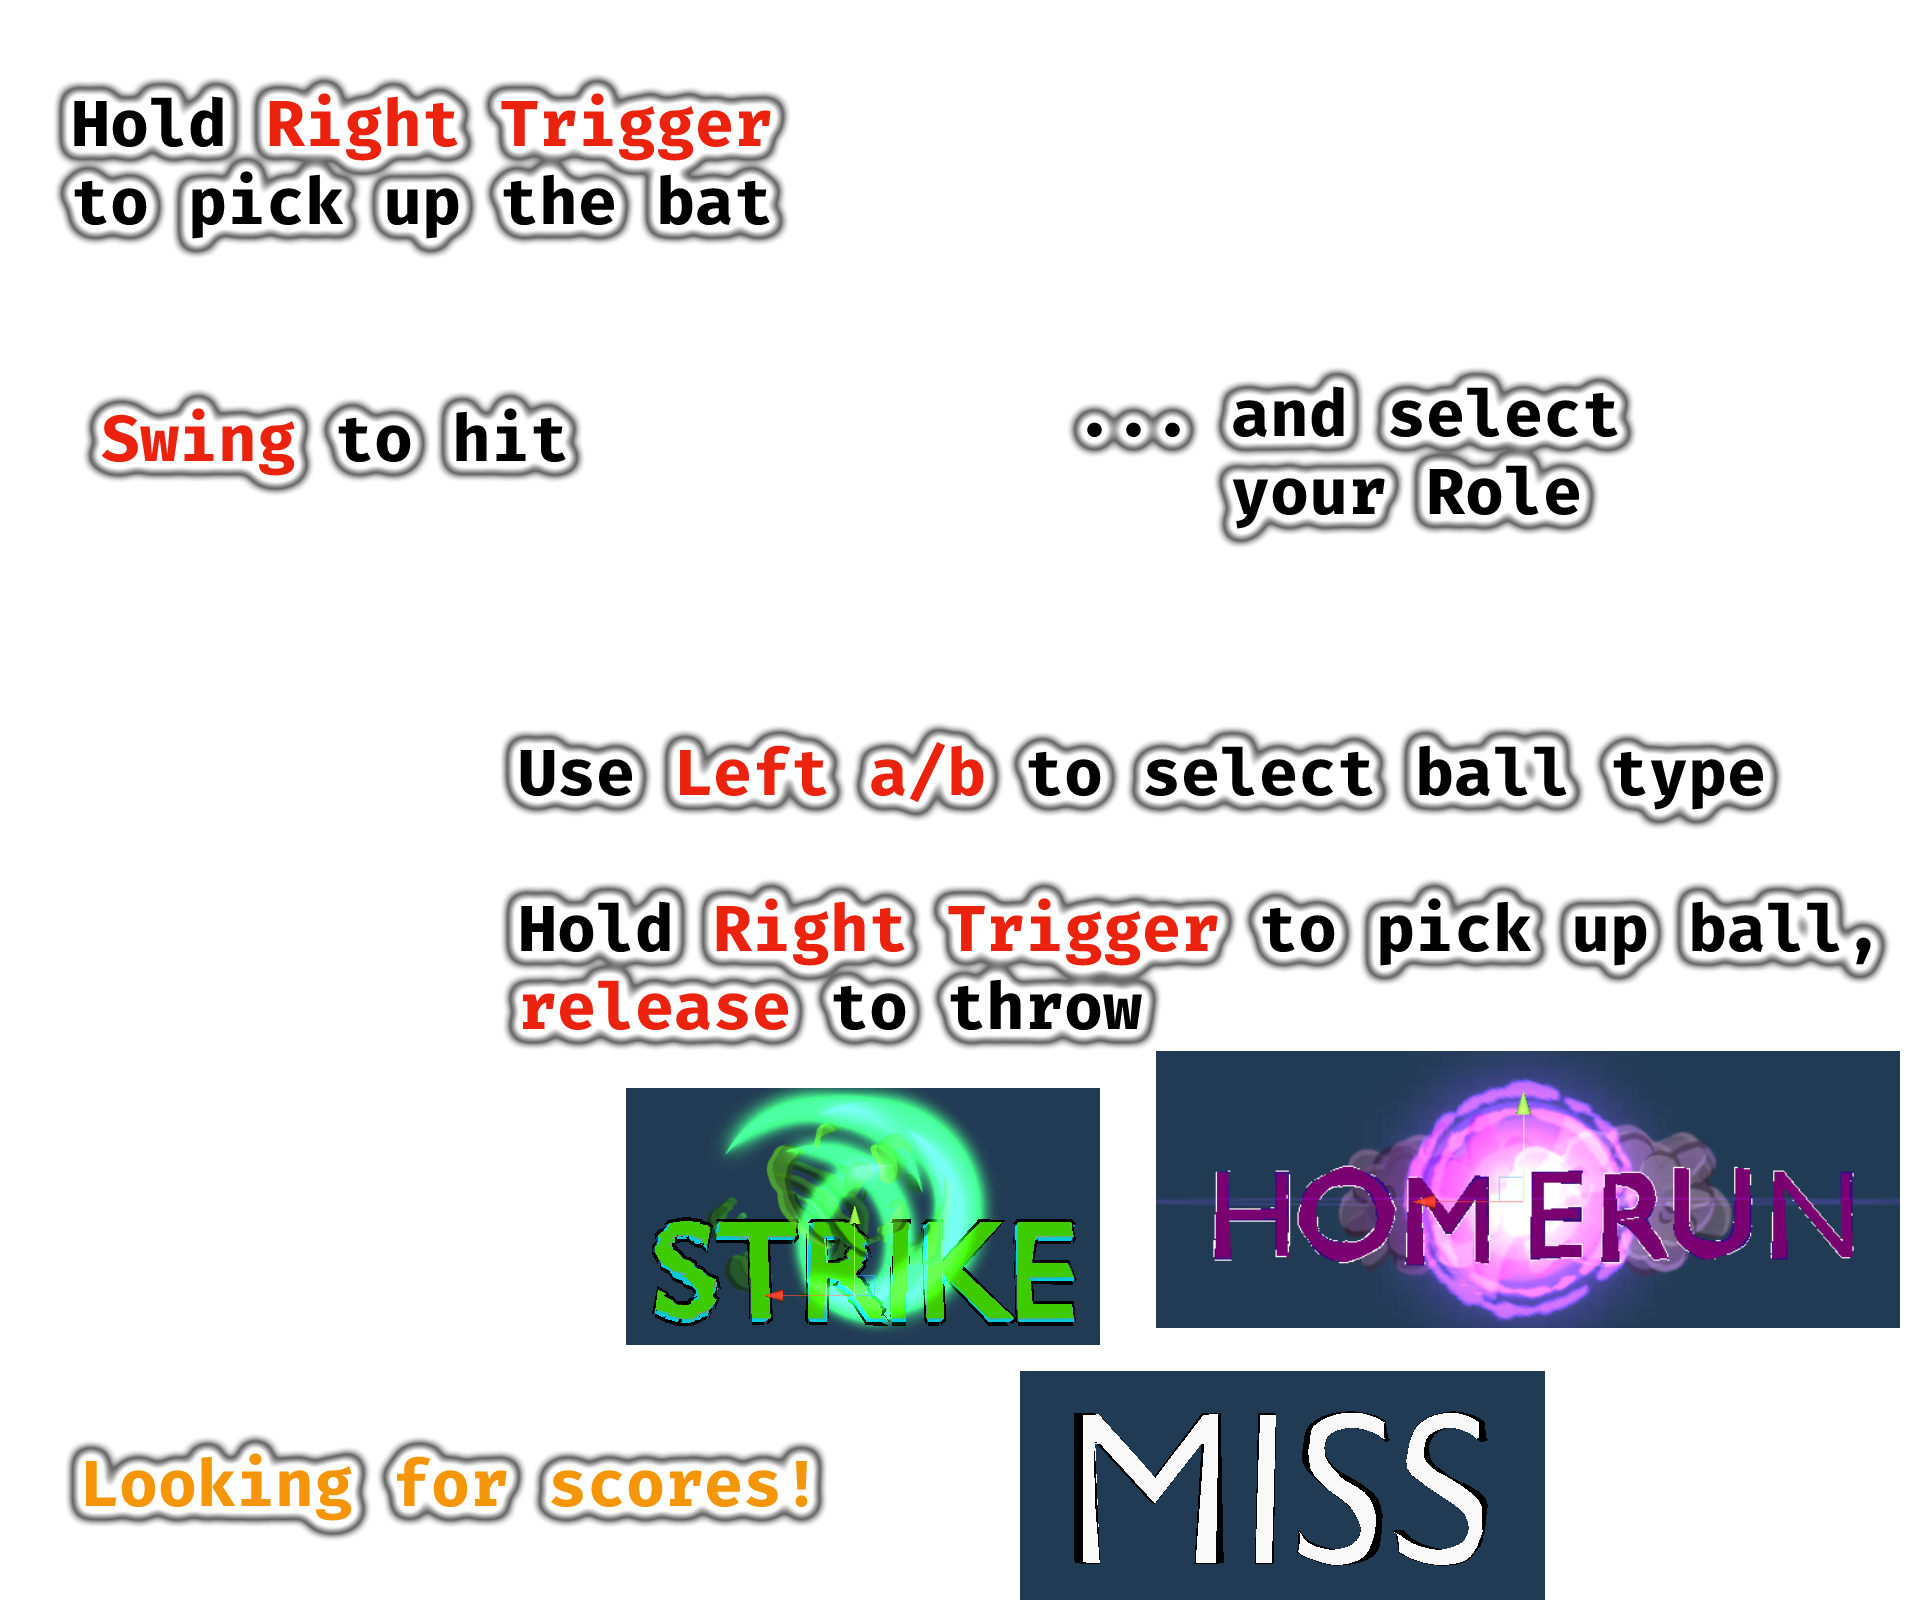 Hold Right Trigger
to pick up the bat
Swing to hit
... and select
your Role
Use Left a/b to select ball type
Hold Right Trigger to pick up ball,
release to throw
STRIKE
HOMERUN
Looking for scores!
MISS